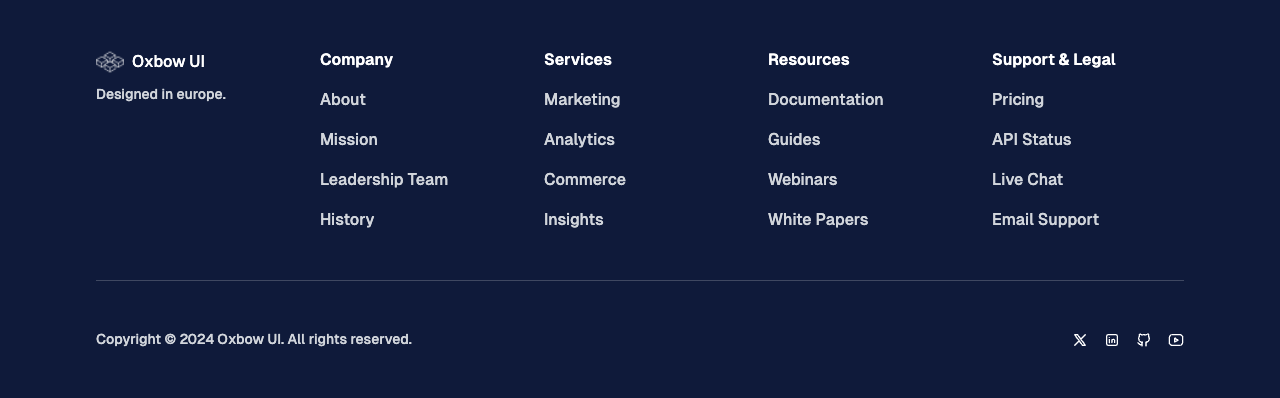 Oxbow UI
Designed in europe.
Company
About
Mission
Leadership Team
History
Services
Marketing
Analytics
Commerce
Insights
Resources
Documentation
Guides
Webinars
White Papers
Support & Legal
Pricing
API Status
Live Chat
Email Support
Copyright © 2024 Oxbow UI. All rights reserved.